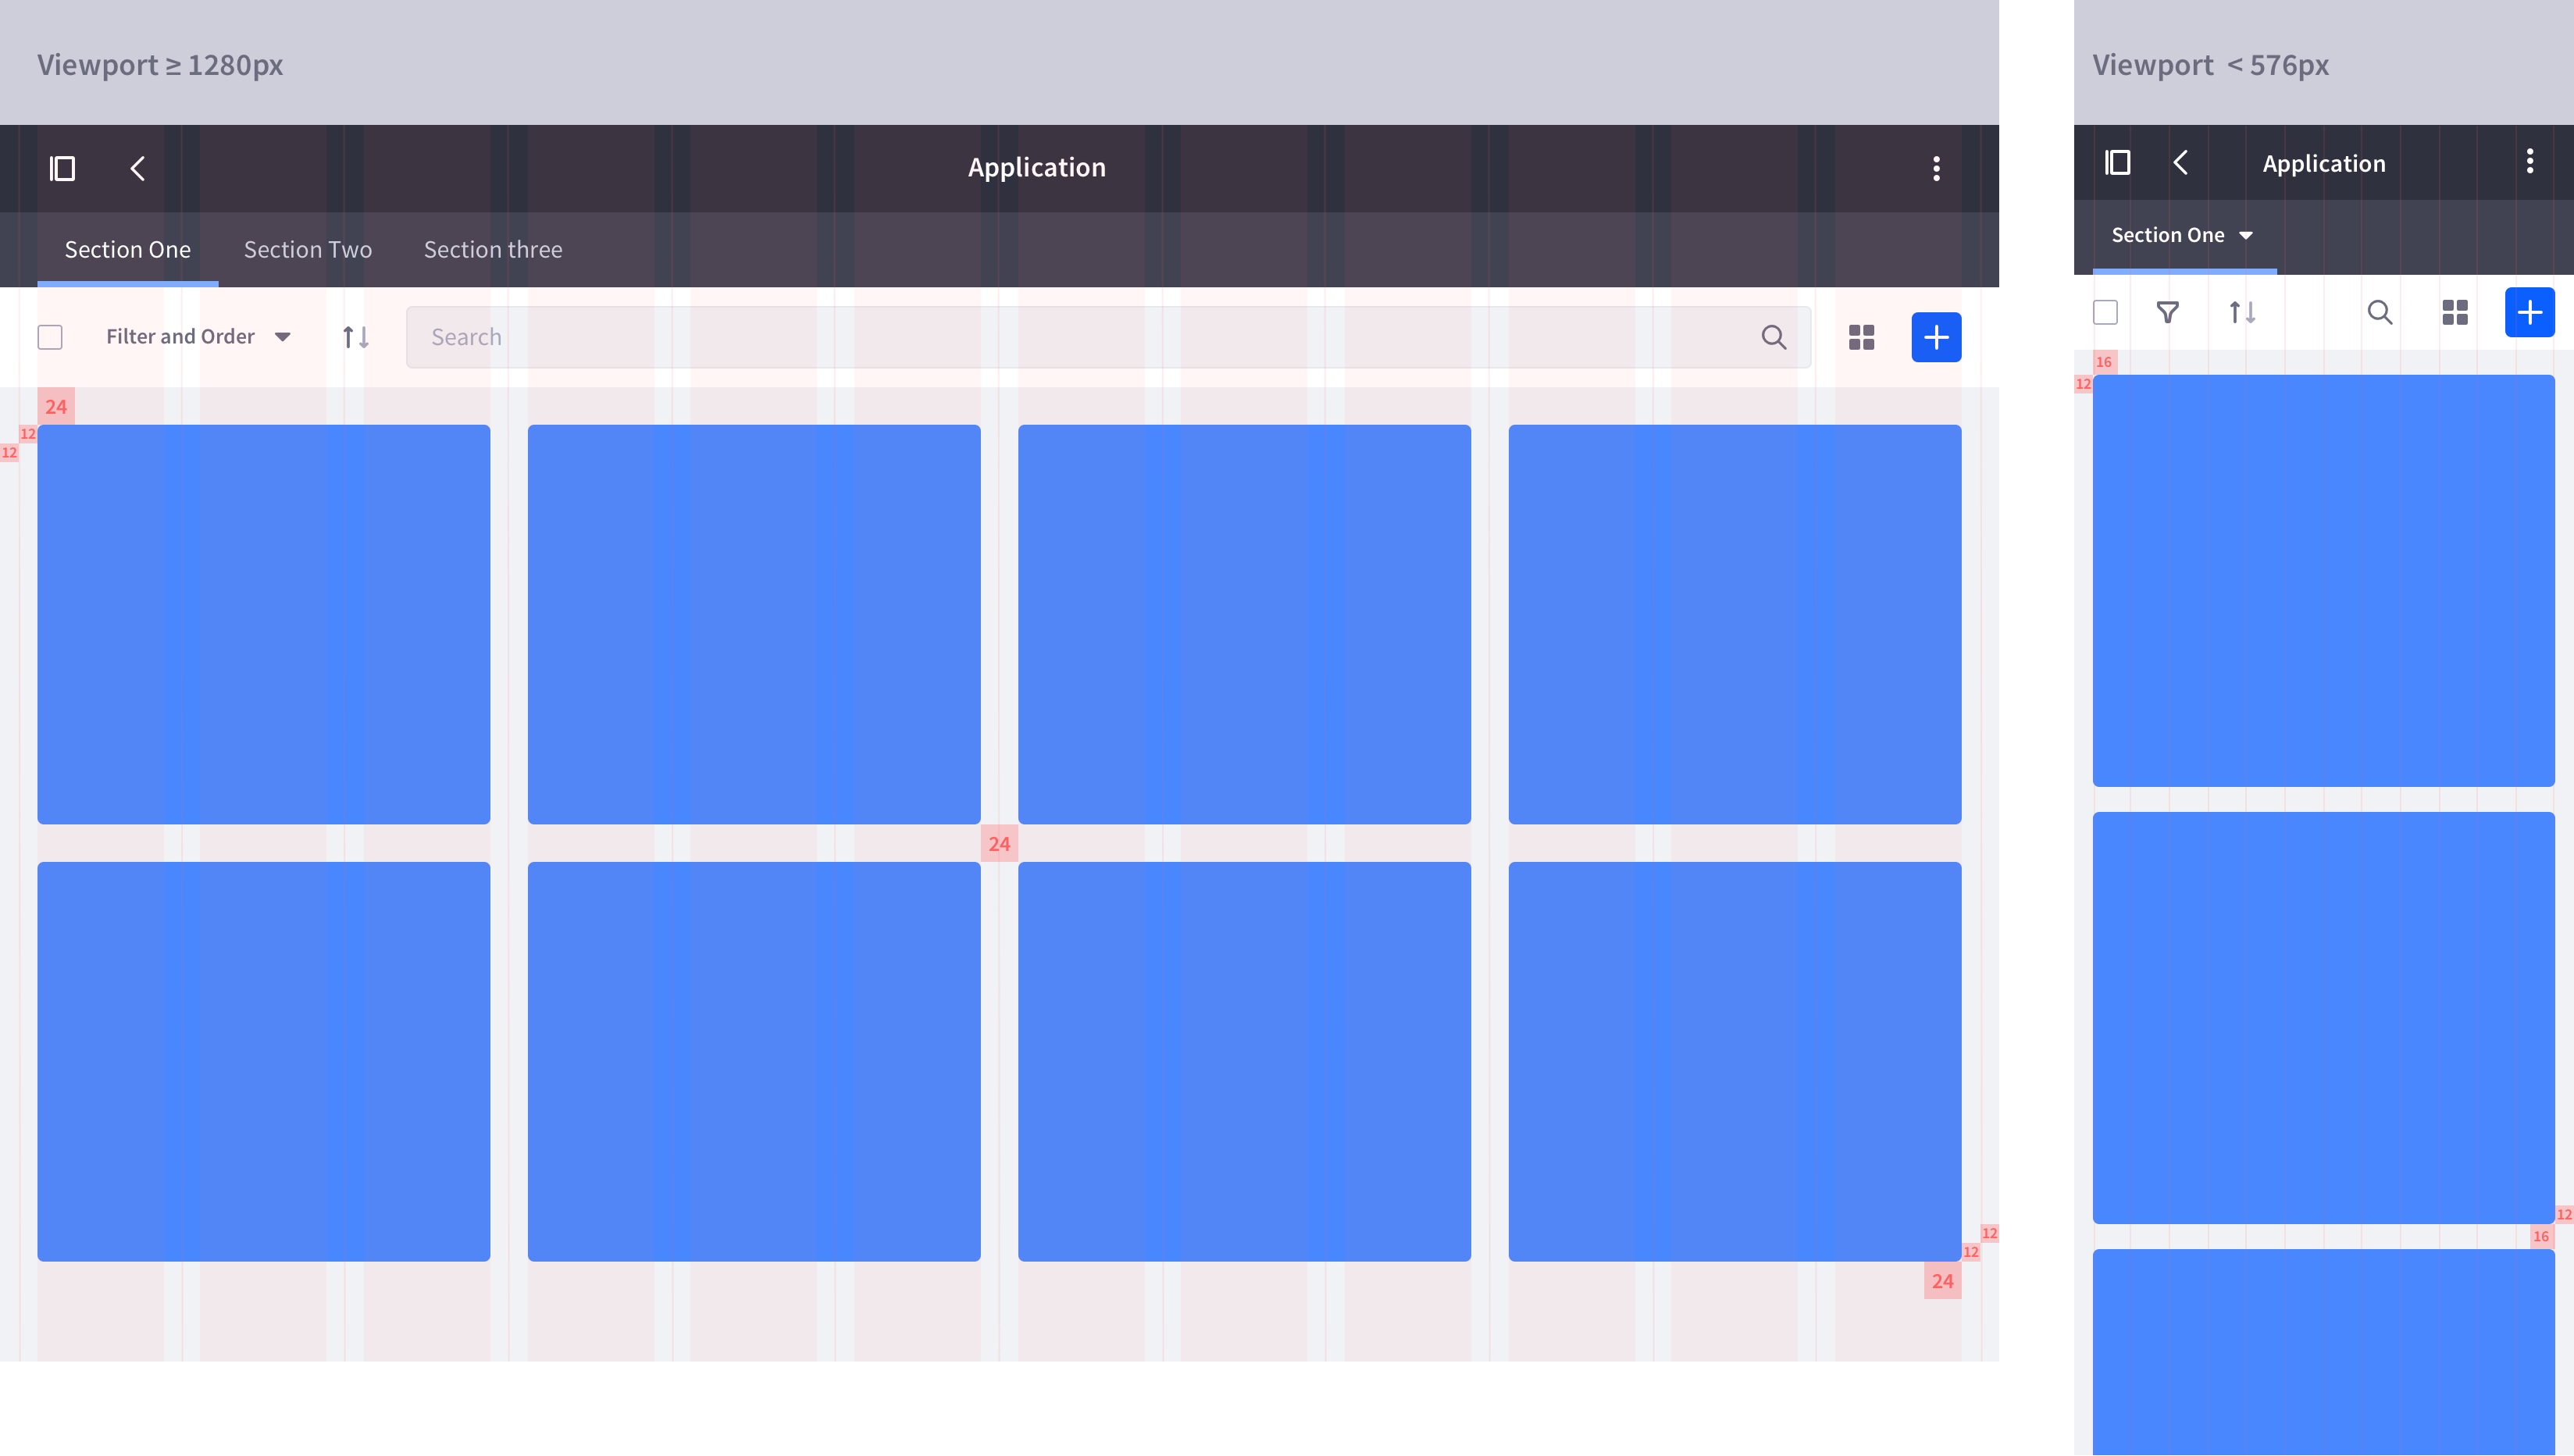 Viewport ≥ 1280px
Application
Section One
Section Two
Section three
Filter and Order
Search
24
12
12
24
12
12
24
Viewport < 576px
Application
Section One
16
12
12
16